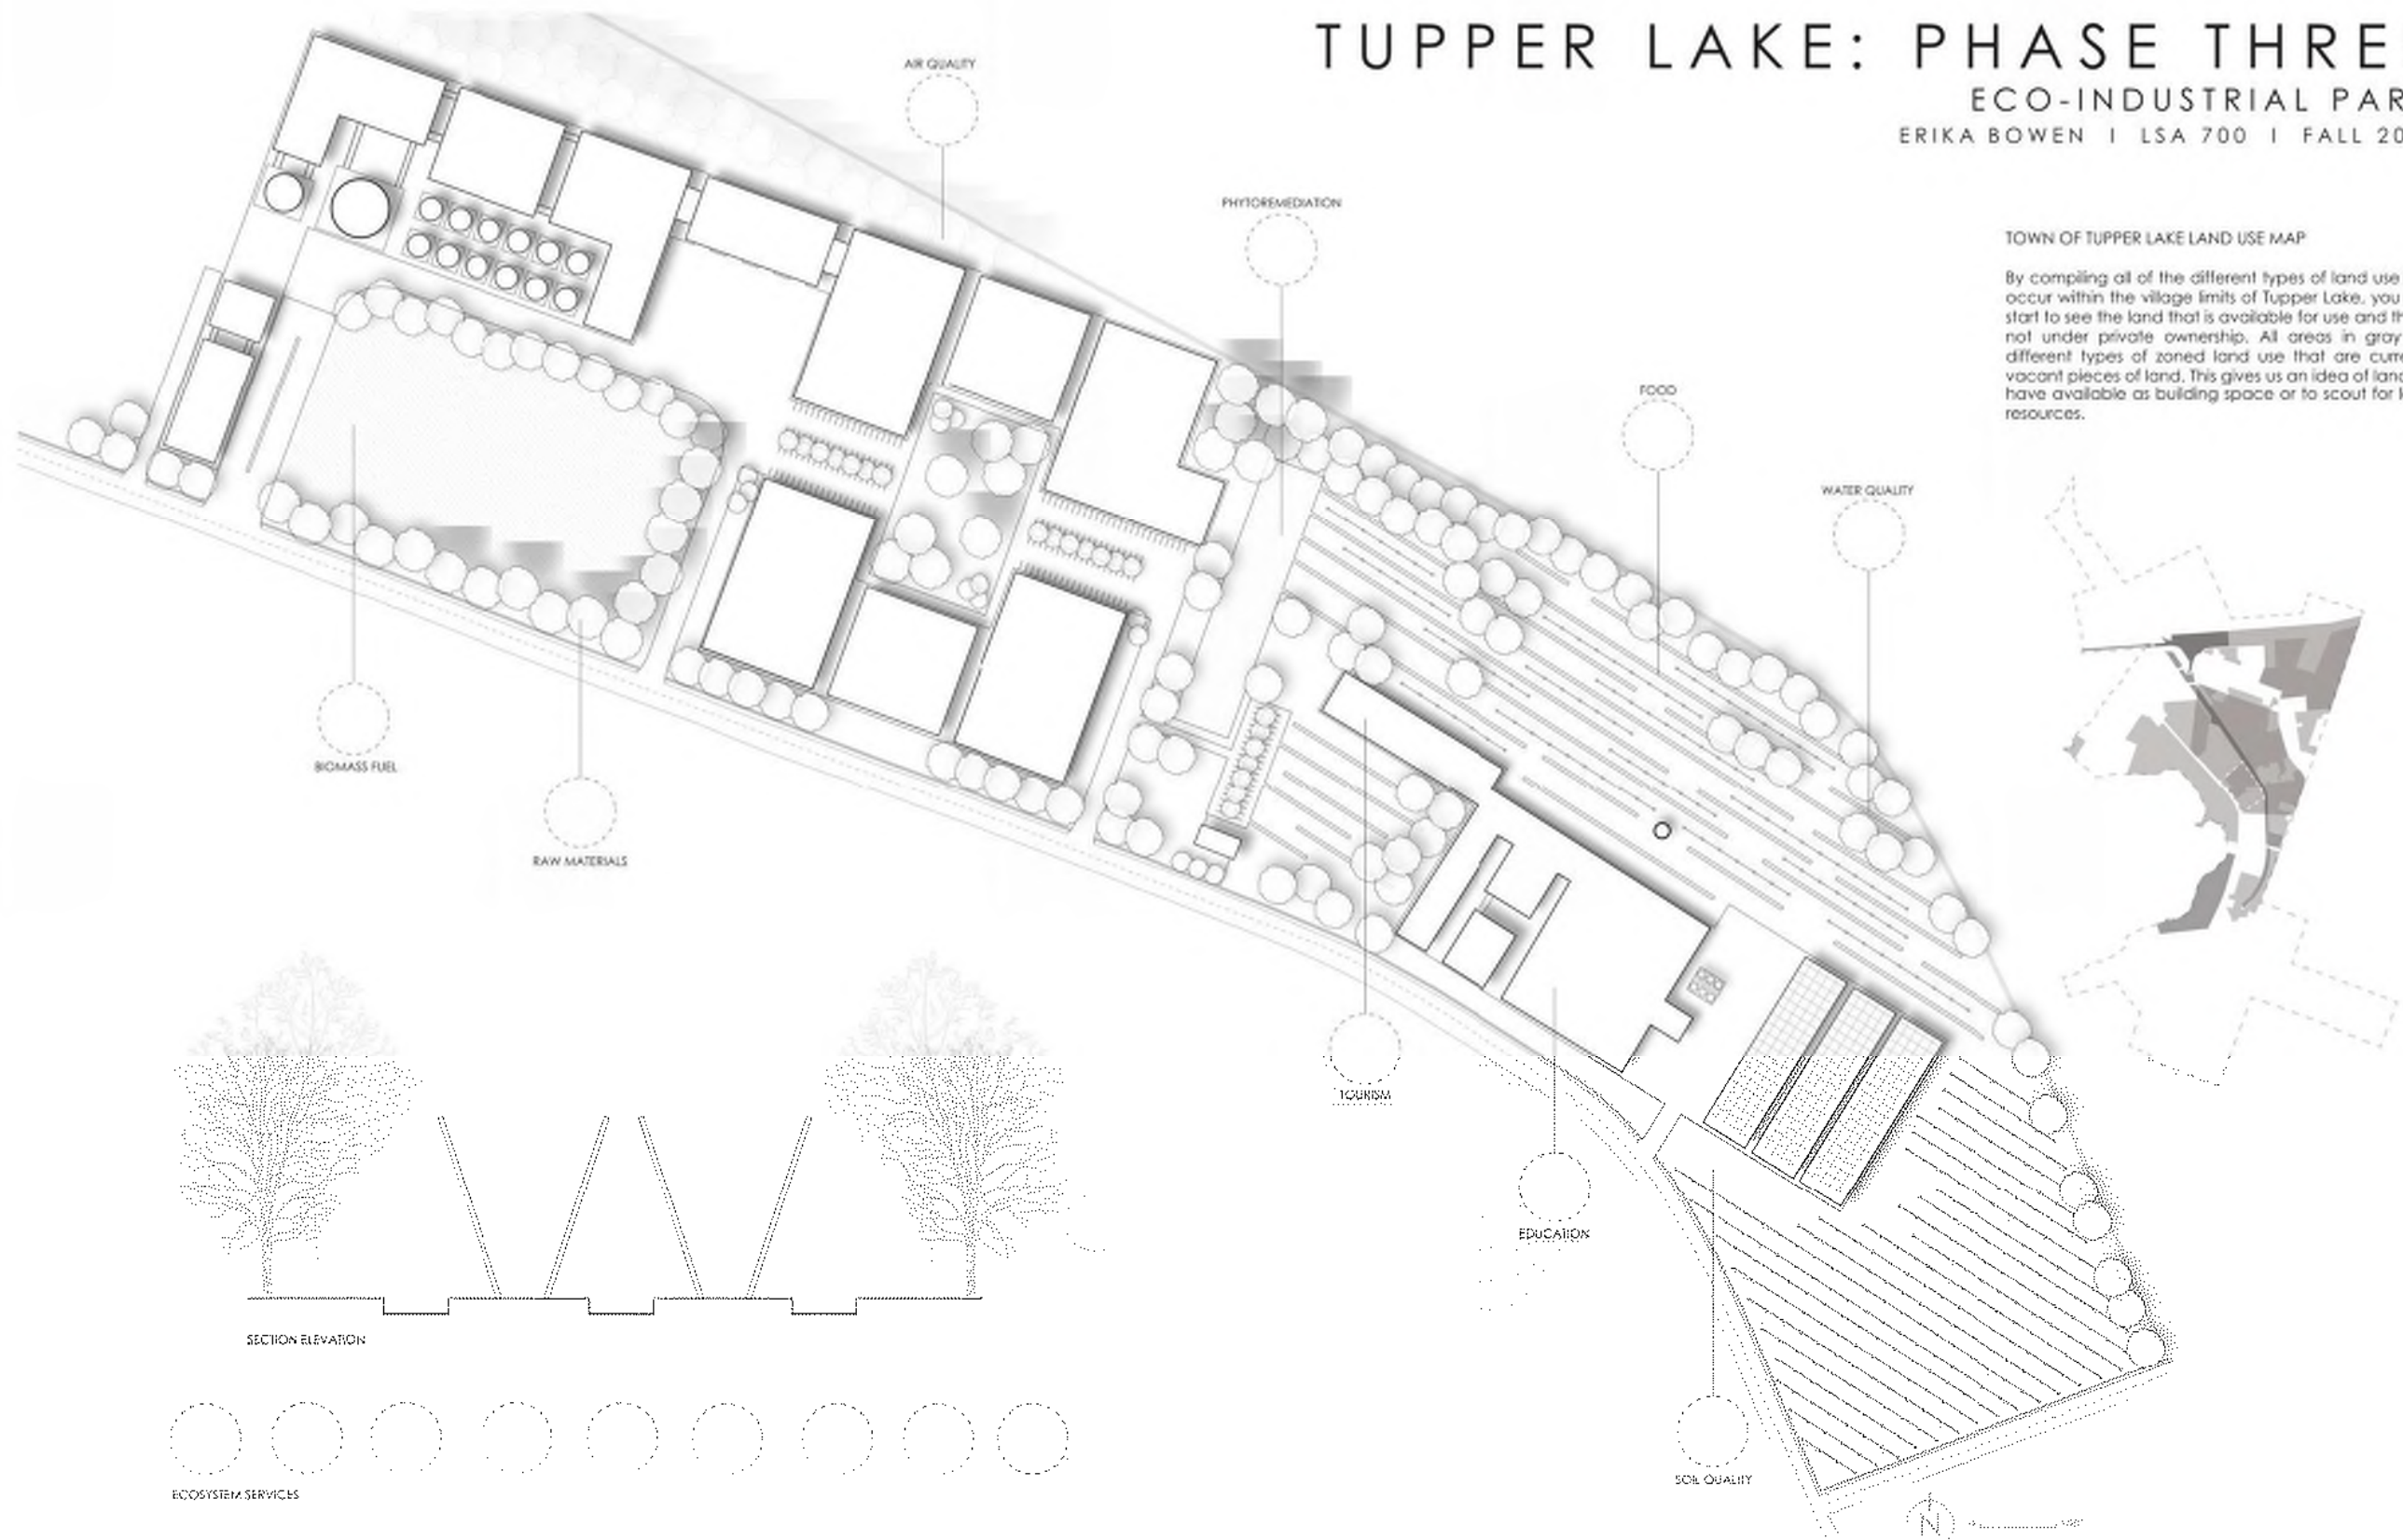 TUPPER LAKE: PHASE THRE
ECO-INDUSTRIAL PAR
ERIKA BOWEN | LSA 700 | FALL 20
AIR QUALITY
PHYTOREMEDIATION
TOWN OF TUPPER LAKE LAND USE MAP
By compiling all of the different types of land use
occur within the village limits of Tupper Lake, you
start to see the land that is available for use and th
not under private ownership. All areas in gray
different types of zoned land use that are curre
vacant pieces of land. This gives us an idea of lan
have available as building space or to scout for l
resources.
FOOD
WATER QUALITY
BIOMASS FUEL
RAW MATERIALS
TOURISM
EDUCATION
SECTION ELEVATION
SOIL QUALITY
ECOSYSTEM SERVICES
N